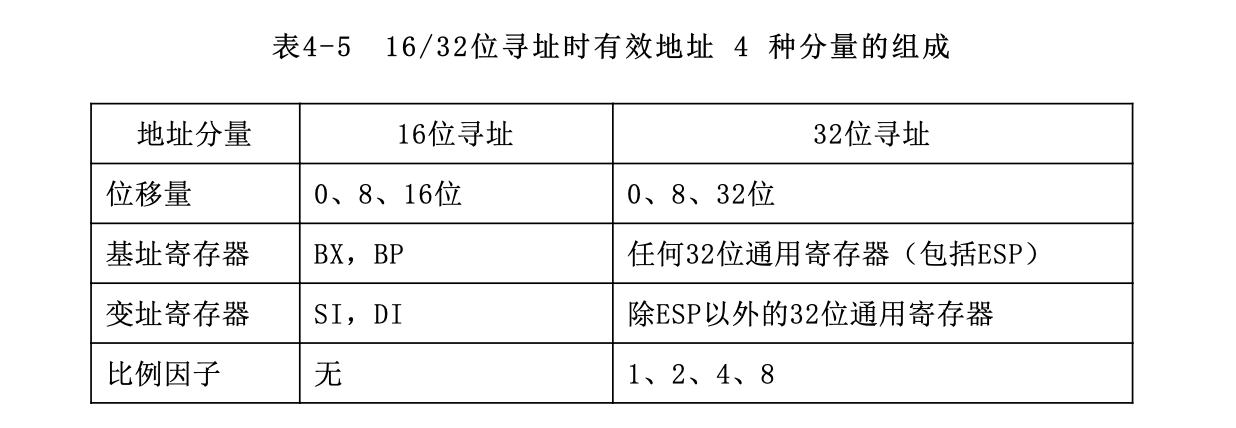 表4-5 16/32位寻址时有效地址 4 种分量的组成
地址分量 16位寻址 32位寻址
位移量 0、8、16位 0、8、32位
基址寄存器 BX，BP 任何32位通用寄存器（包括ESP）
变址寄存器 SI，DI 除ESP以外的32位通用寄存器
比例因子 无 1、2、4、8